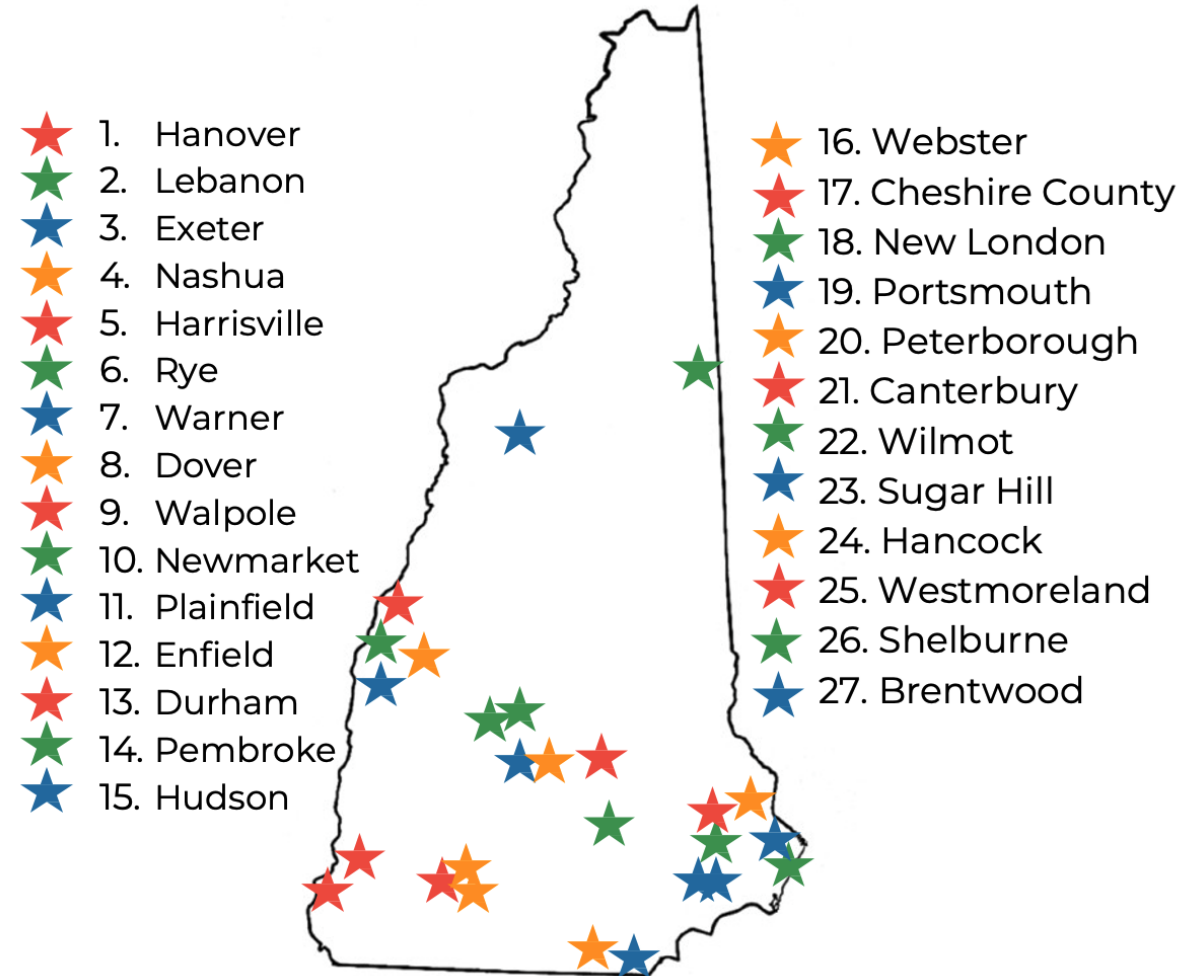 1. Hanover
2. Lebanon
3. Exeter
4. Nashua
5. Harrisville
6. Rye
7. Warner
8. Dover
9. Walpole
10. Newmarket
11. Plainfield
12. Enfield
13. Durham
14. Pembroke
15. Hudson
16. Webster
17. Cheshire County
18. New London
19. Portsmouth
20. Peterborough
21. Canterbury
22. Wilmot
23. Sugar Hill
24. Hancock
25. Westmoreland
26. Shelburne
27. Brentwood